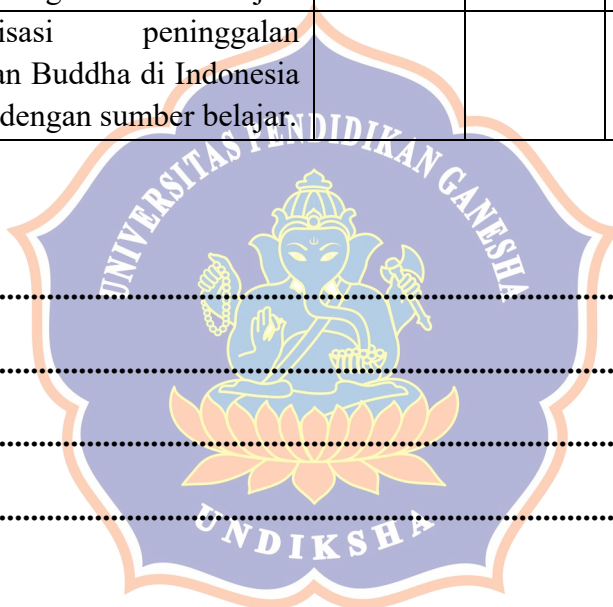 isasi peninggalan
an Buddha di Indonesia
dengan sumber belajar.
UNIVERSITAS PENDIDIKAN GANESHA
UNDIKSHA